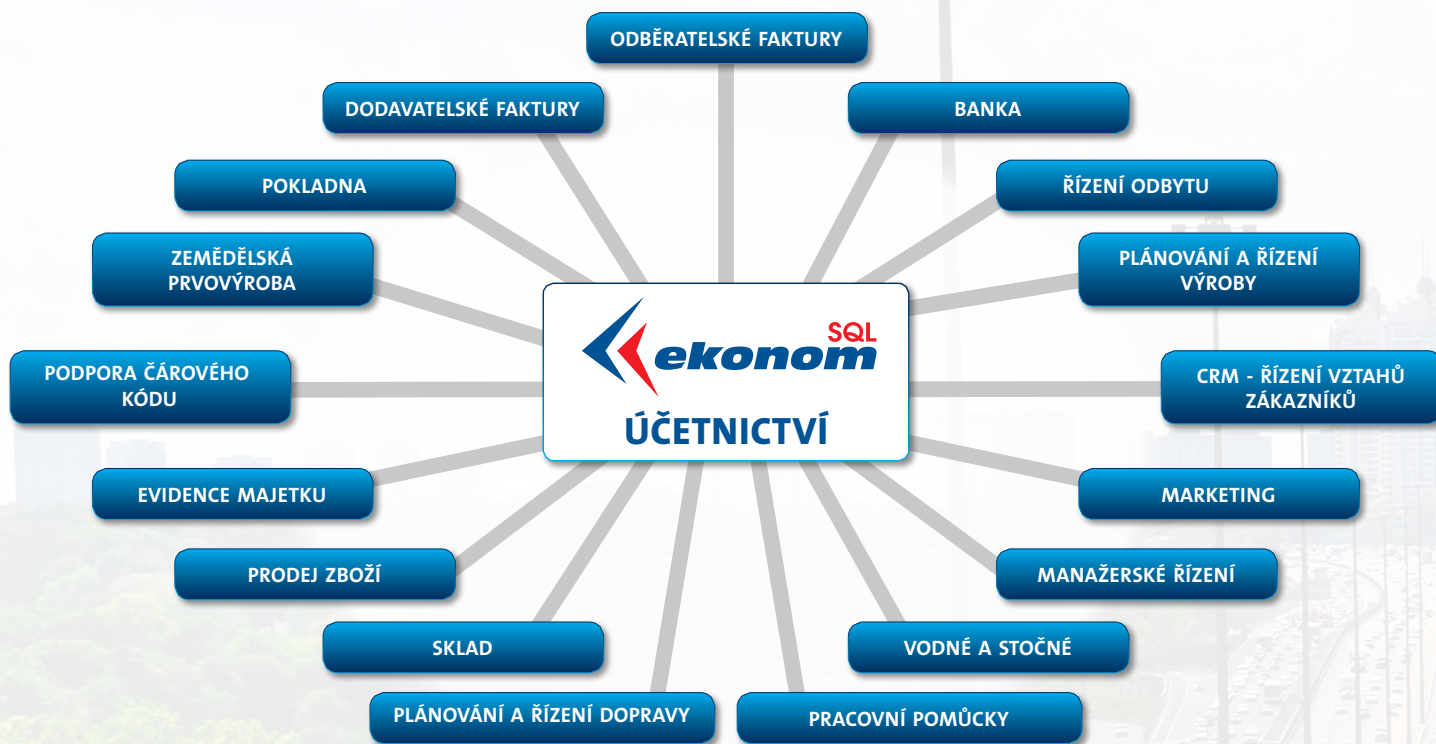 ODBĚRATELSKÉ FAKTURY
DODAVATELSKÉ FAKTURY
BANKA
POKLADNA
ŘÍZENÍ ODBYTU
ZEMĚDĚLSKÁ
PRVOVÝROBA
PLÁNOVÁNÍ A ŘÍZENÍ
VÝROBY
SQL
ekonom
ÚČETNICTVÍ
PODPORA ČÁROVÉHO
KÓDU
CRM - ŘÍZENÍ VZTAHŮ
ZÁKAZNÍKŮ
EVIDENCE MAJETKU
MARKETING
PRODEJ ZBOŽÍ
MANAŽERSKÉ ŘÍZENÍ
SKLAD
VODNÉ A STOČNÉ
PLÁNOVÁNÍ A ŘÍZENÍ DOPRAVY
PRACOVNÍ POMŮCKY